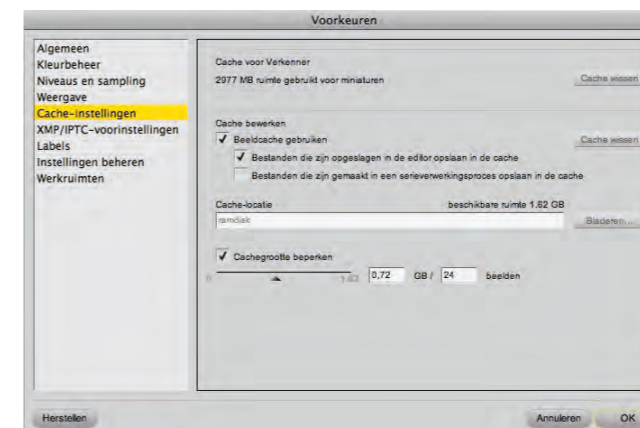 Voorkeuren
Algemeen
Kleurbeheer
Niveaus en sampling
Weergave
Cache-instellingen
XMP/IPTC-voorinstellingen
Labels
Instellingen beheren
Werkruimten
Cache voor Verkenner
2977 MB ruimte gebruikt voor miniaturen
Cache wissen
Cache bewerken
Beeldcache gebruiken
Cache wissen
Bestanden die zijn opgeslagen in de editor opslaan in de cache
Bestanden die zijn gemaakt in een serieverwerkingsproces opslaan in de cache
Cache-locatie beschikbare ruimte 1.62 GB
ramdisk Bladeren...
Cachegrootte beperken
0 1.62 0,72 GB / 24 beelden
Herstellen Annuleren OK